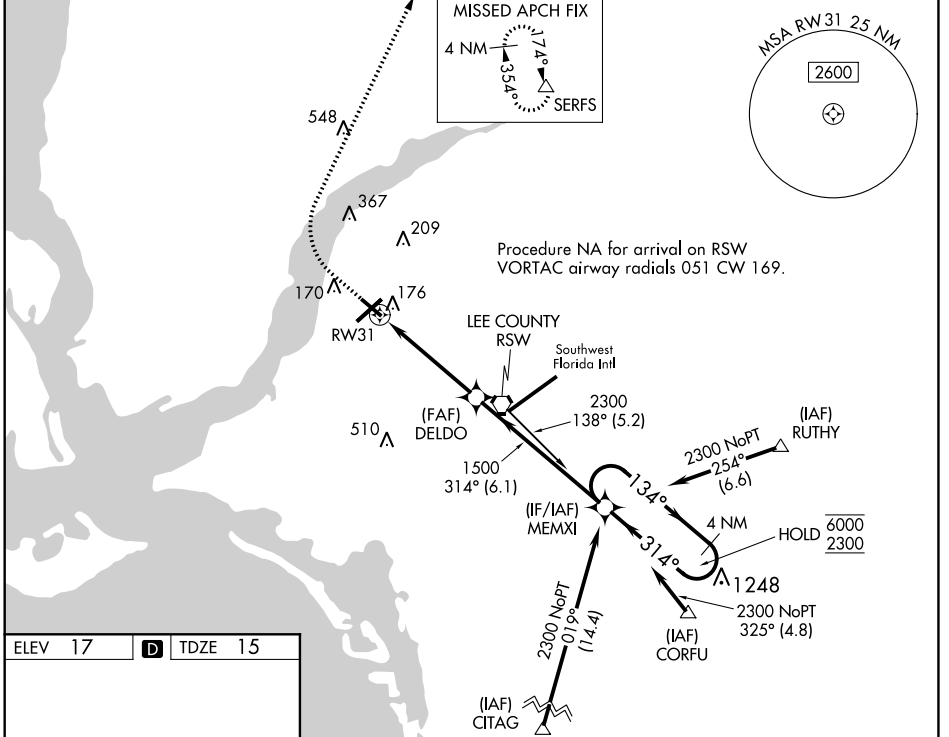 MISSED APCH FIX
4 NM
174°
354°
SERFS
MSA RW 31 25 NM
2600
548
367
209
Procedure NA for arrival on RSW
VORTAC airway radials 051 CW 169.
170
176
RW31
LEE COUNTY
RSW
Southwest
Florida Intl
(FAF)
DELDO
2300
138° (5.2)
510
1500
314° (6.1)
(IAF)
RUTHY
2300 NoPT
254°
(6.6)
(IF/IAF)
MEMXI
134°
314°
4 NM
HOLD
6000
2300
1248
2300 NoPT
325° (4.8)
(IAF)
CORFU
2300 NoPT
019°
(14.4)
(IAF)
CITAG
ELEV 17 D TDZE 15